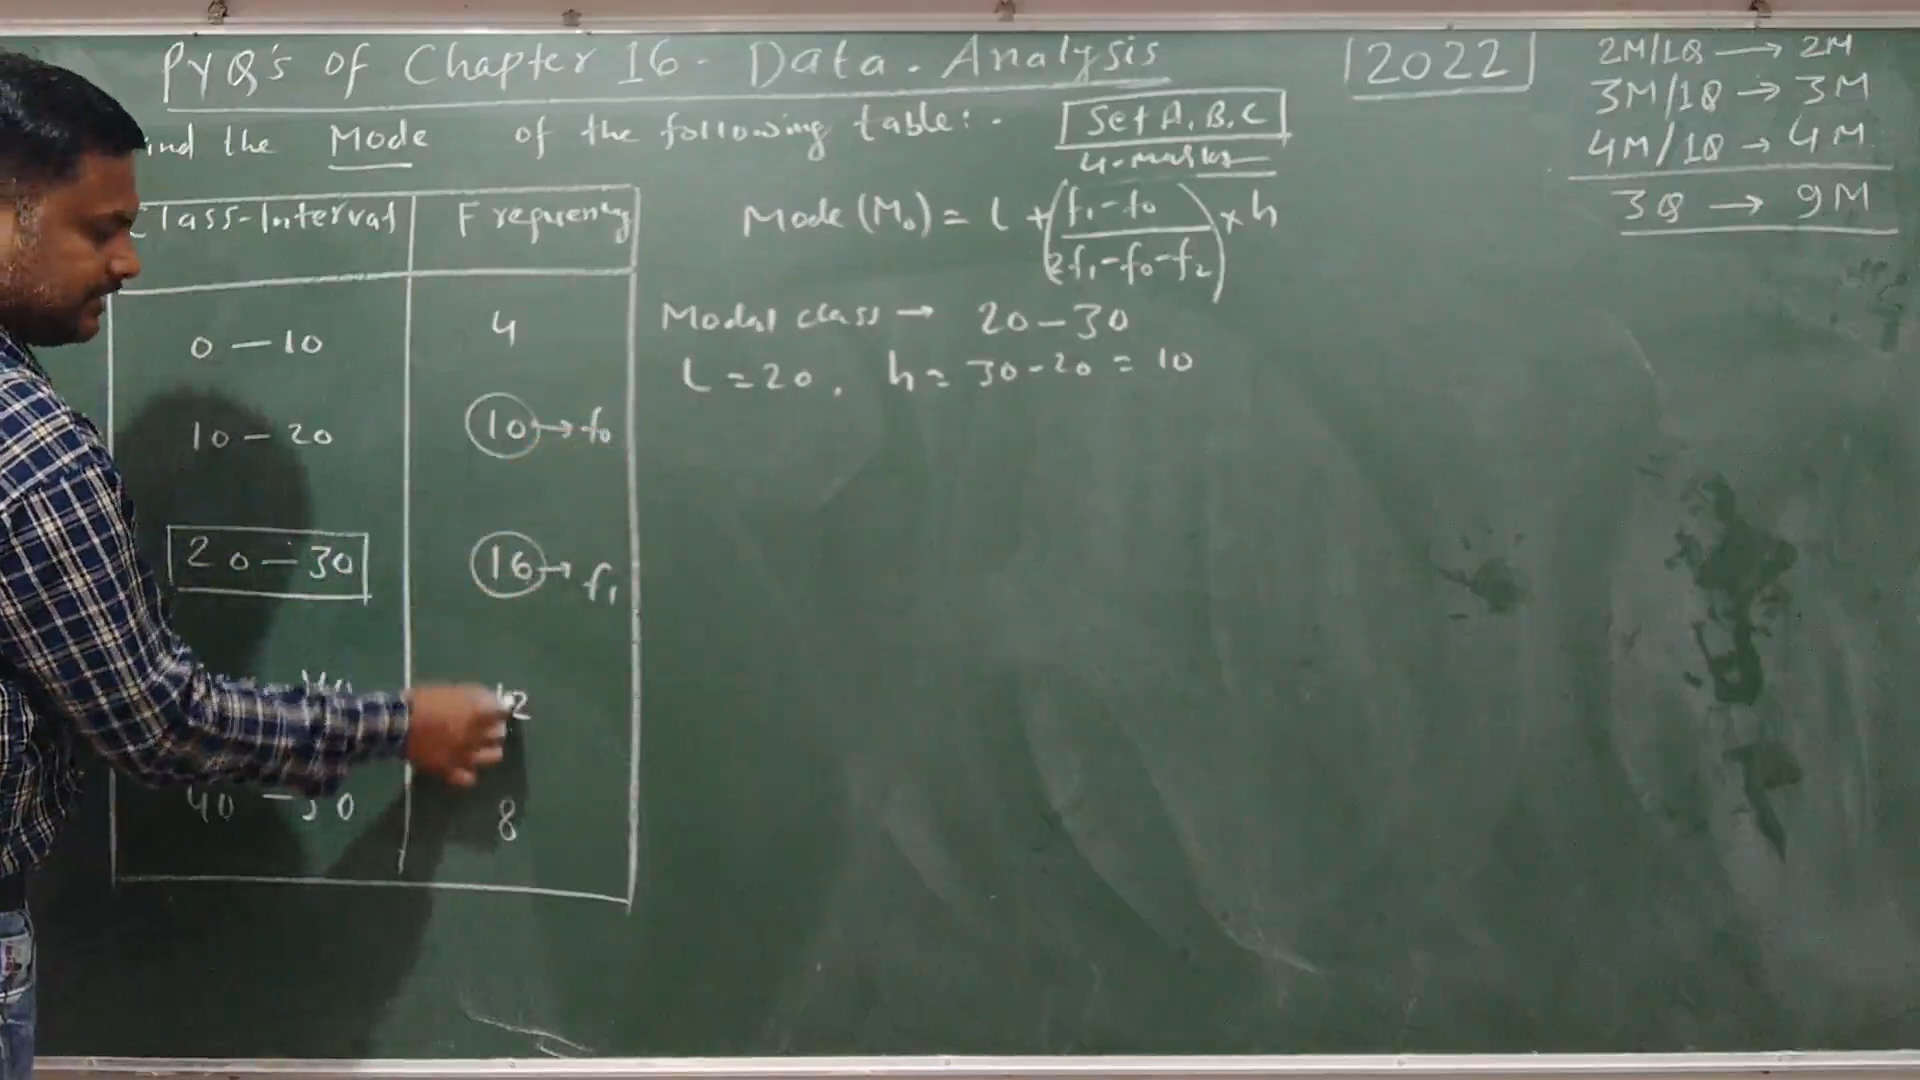 PYQ's of Chapter 16. Data. Analysis
2022
2M/1Q → 2M
3M/1Q → 3M
4M/1Q → 4M
3Q → 9M
ind the Mode of the following table:.
Set A, B, C
4-marks
Class-Interval Frequency
0 — 10 4
10 — 20 10 → f₀
20 — 30 16 → f₁
12
40 — 50 8
Mode (M₀) = l + (f₁-f₀ / 2f₁-f₀-f₂) × h
Modal class → 20 — 30
l = 20, h = 30-20 = 10